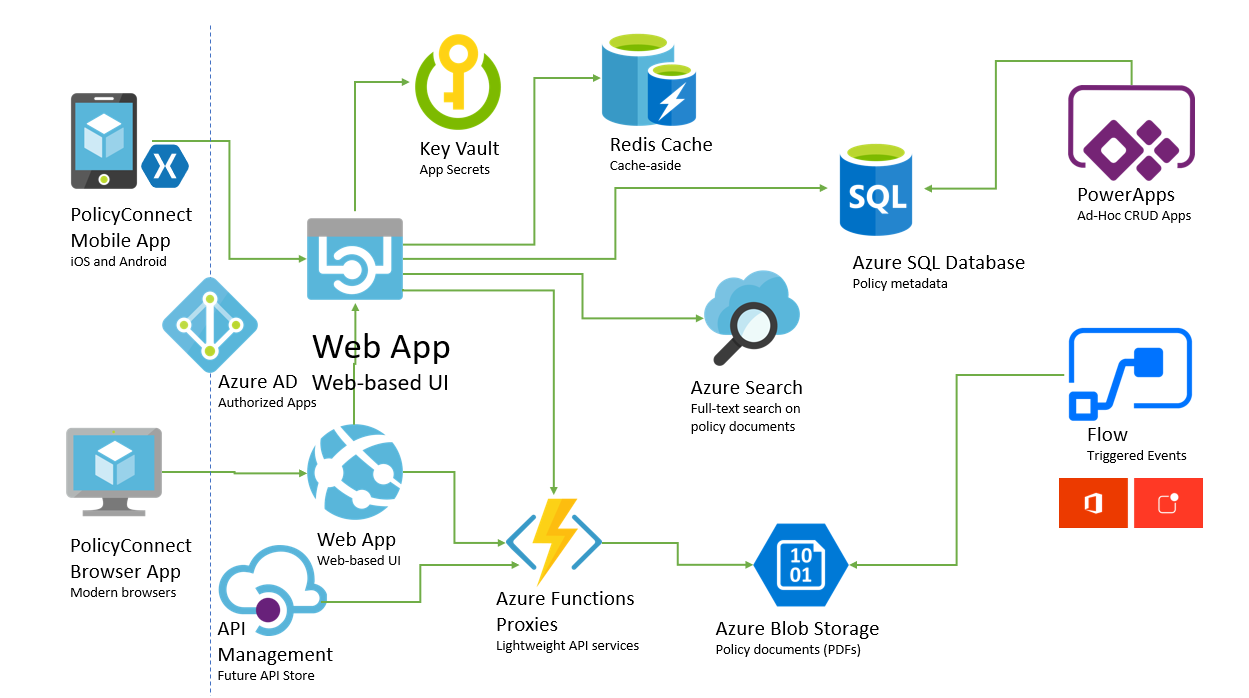 Key Vault
App Secrets
Redis Cache
Cache-aside
SQL
PowerApps
Ad-Hoc CRUD Apps
PolicyConnect
Mobile App
iOS and Android
Azure SQL Database
Policy metadata
Web App
Web-based UI
Azure AD
Authorized Apps
Azure Search
Full-text search on
policy documents
Flow
Triggered Events
PolicyConnect
Browser App
Modern browsers
Web App
Web-based UI
10
01
Azure Functions
Proxies
Lightweight API services
Azure Blob Storage
Policy documents (PDFs)
API
Management
Future API Store